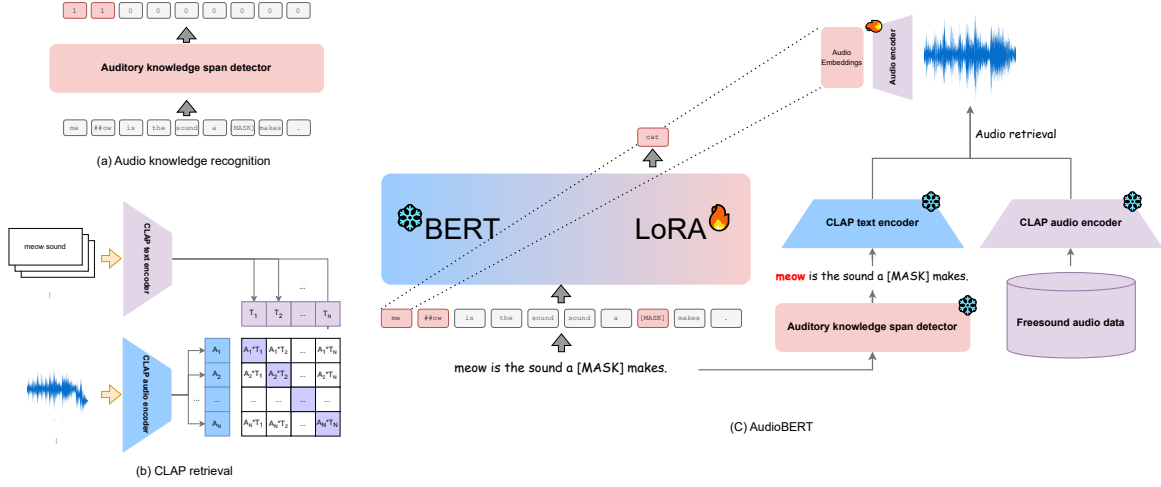 1 1 0 0 0 0 0 0 0
Auditory knowledge span detector
me ##ow is the sound a [MASK] makes .
(a) Audio knowledge recognition
meow sound
CLAP text encoder
...
T1 T2 ... TN
CLAP audio encoder
A1 A1*T1 A1*T2 ... A1*TN
A2 A2*T1 A2*T2 ... A2*TN
...
... ... ... ... ...
AN AN*T1 AN*T2 ... AN*TN
(b) CLAP retrieval
Audio
Embeddings
Audio encoder
cat
BERT
LoRA
me ##ow is the sound sound a [MASK] makes .
meow is the sound a [MASK] makes.
Audio retrieval
CLAP text encoder
CLAP audio encoder
meow is the sound a [MASK] makes.
Auditory knowledge span detector
Freesound audio data
(C) AudioBERT